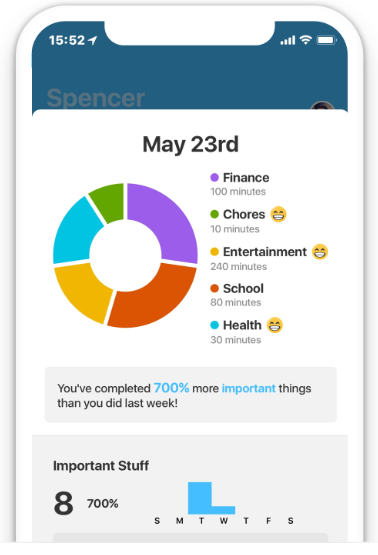 15:52
Spencer
May 23rd
Finance
100 minutes
Chores 😁
10 minutes
Entertainment 😁
240 minutes
School
80 minutes
Health 😁
30 minutes
You've completed 700% more important things
than you did last week!
Important Stuff
8 700%
S M T W T F S